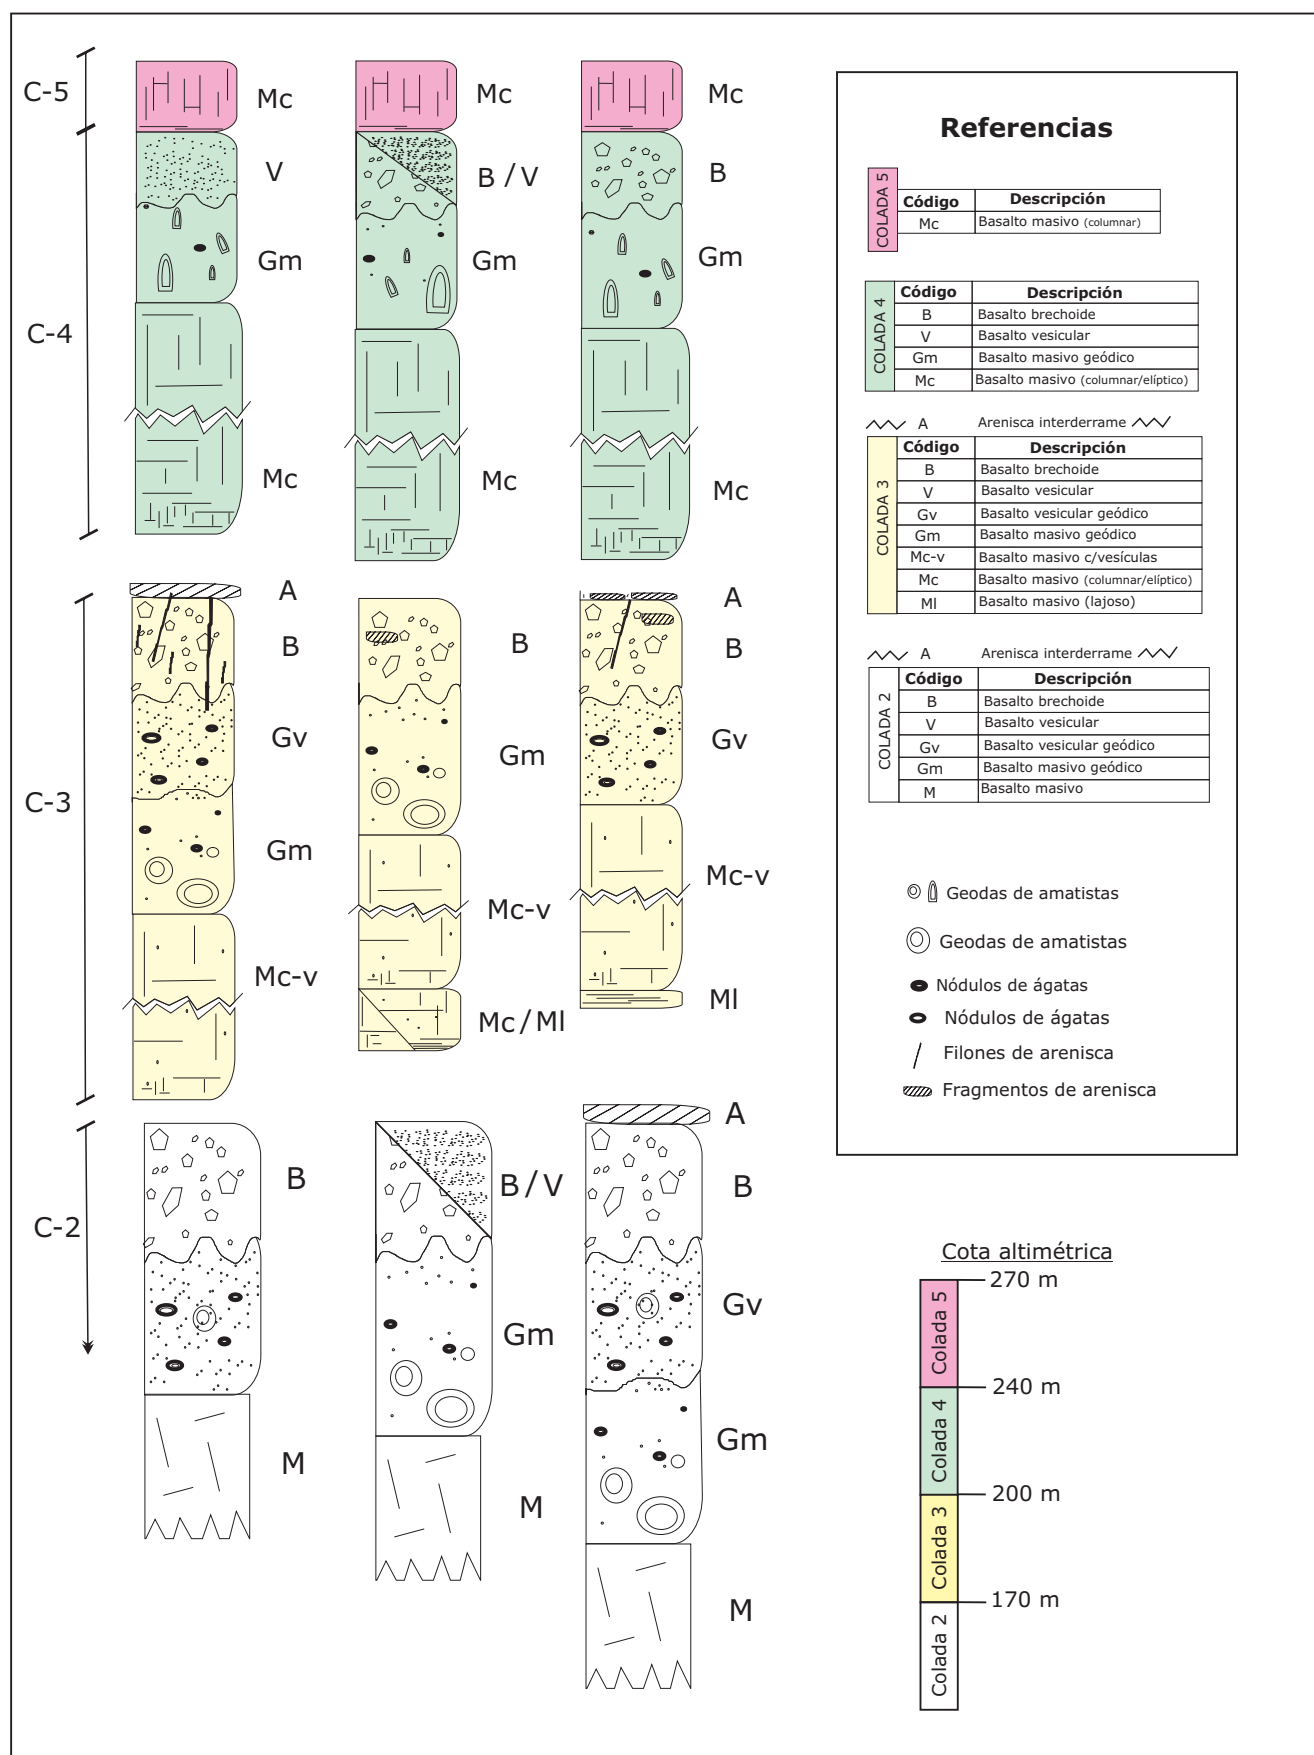 C-5
Mc
Mc
Mc
C-4
V
B / V
B
Gm
Gm
Gm
Mc
Mc
Mc
C-3
A
A
B
B
B
Gv
Gm
Gv
Gm
Mc-v
Mc-v
Mc-v
Mc/Ml
Ml
C-2
A
B
B/V
B
Gv
Gm
Gm
M
M
M
Referencias
COLADA 5
Código Descripción
Mc Basalto masivo (columnar)
COLADA 4
Código Descripción
B Basalto brechoide
V Basalto vesicular
Gm Basalto masivo geódico
Mc Basalto masivo (columnar/elíptico)
A Arenisca interderrame
COLADA 3
Código Descripción
B Basalto brechoide
V Basalto vesicular
Gv Basalto vesicular geódico
Gm Basalto masivo geódico
Mc-v Basalto masivo c/vesículas
Mc Basalto masivo (columnar/elíptico)
Ml Basalto masivo (lajoso)
A Arenisca interderrame
COLADA 2
Código Descripción
B Basalto brechoide
V Basalto vesicular
Gv Basalto vesicular geódico
Gm Basalto masivo geódico
M Basalto masivo
Geodas de amatistas
Geodas de amatistas
Nódulos de ágatas
Nódulos de ágatas
Filones de arenisca
Fragmentos de arenisca
Cota altimétrica
270 m
Colada 5
240 m
Colada 4
200 m
Colada 3
170 m
Colada 2